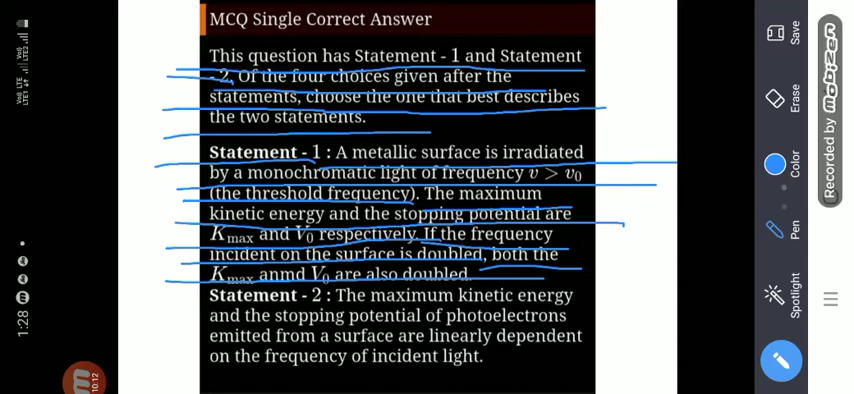 MCQ Single Correct Answer
This question has Statement - 1 and Statement
- 2. Of the four choices given after the
statements, choose the one that best describes
the two statements.
Statement - 1 : A metallic surface is irradiated
by a monochromatic light of frequency v > v₀
(the threshold frequency). The maximum
kinetic energy and the stopping potential are
Kmax and V₀ respectively. If the frequency
incident on the surface is doubled, both the
Kmax anmd V₀ are also doubled.
Statement - 2 : The maximum kinetic energy
and the stopping potential of photoelectrons
emitted from a surface are linearly dependent
on the frequency of incident light.
Save
Erase
Color
Pen
Spotlight
Recorded by
1:28
10:12